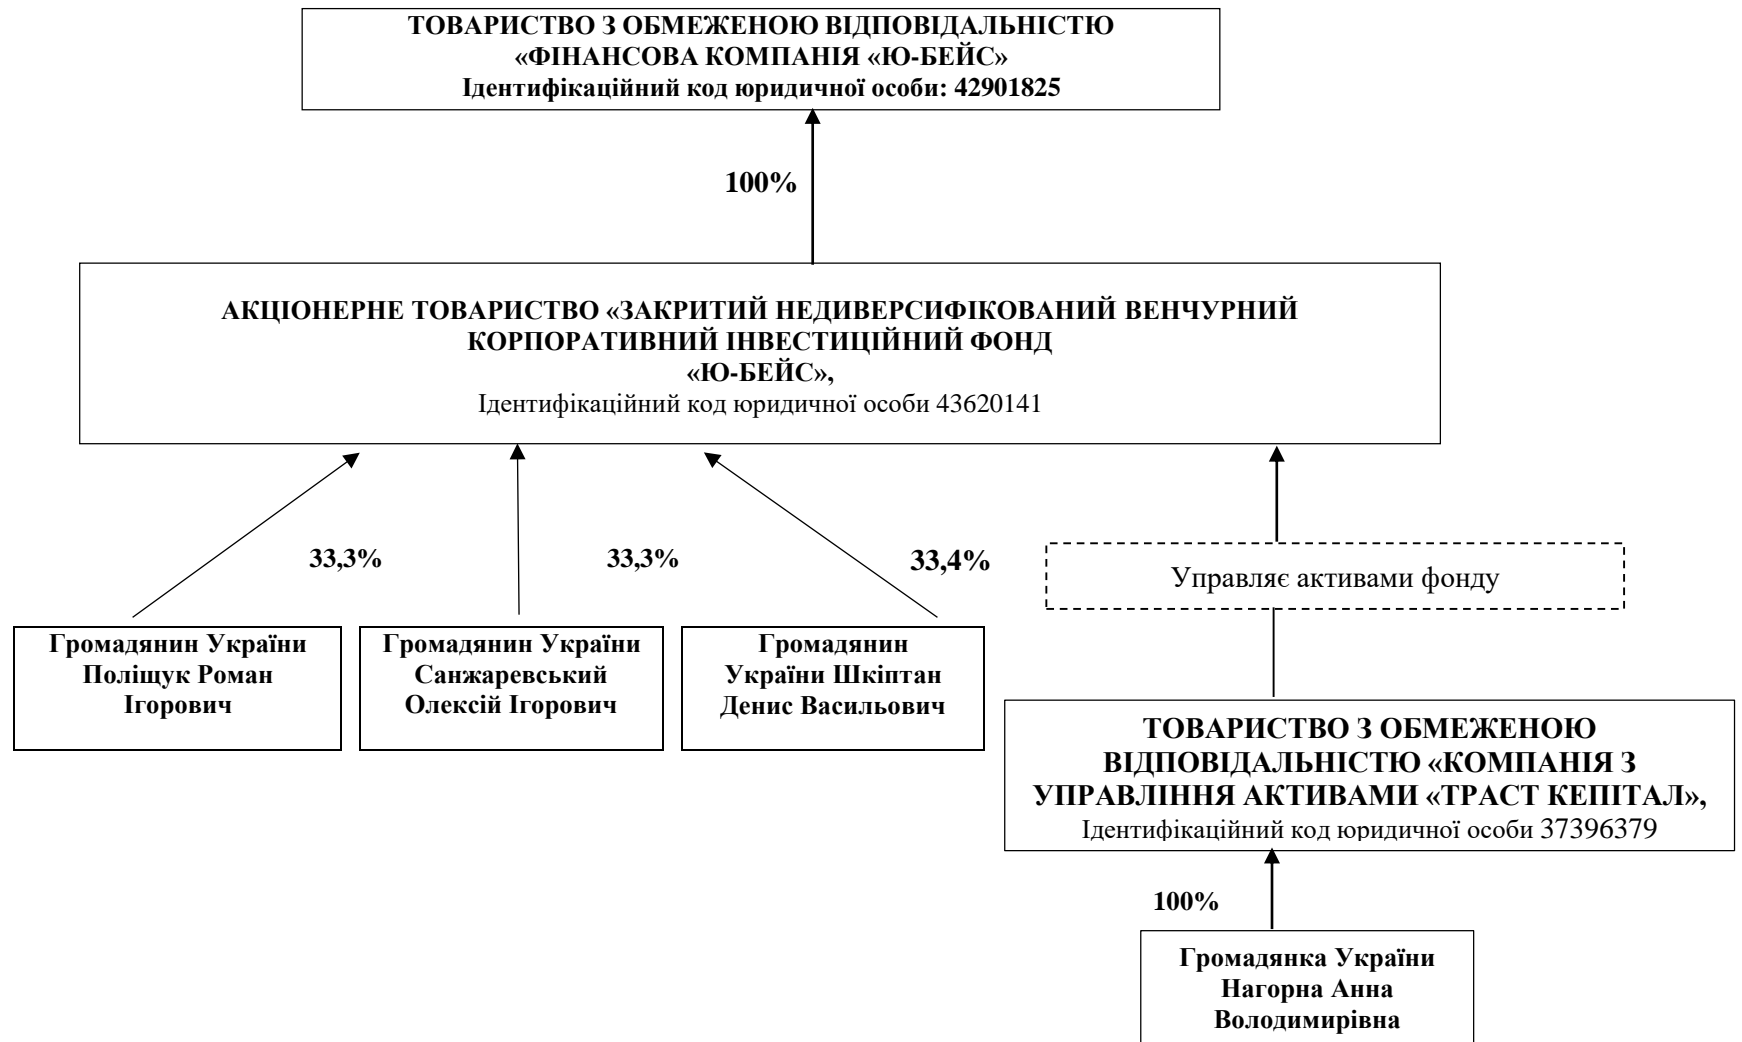 ТОВАРИСТВО З ОБМЕЖЕНОЮ ВІДПОВІДАЛЬНІСТЮ
«ФІНАНСОВА КОМПАНІЯ «Ю-БЕЙС»
Ідентифікаційний код юридичної особи: 42901825
100%
АКЦІОНЕРНЕ ТОВАРИСТВО «ЗАКРИТИЙ НЕДИВЕРСИФІКОВАНИЙ ВЕНЧУРНИЙ
КОРПОРАТИВНИЙ ІНВЕСТИЦІЙНИЙ ФОНД
«Ю-БЕЙС»,
Ідентифікаційний код юридичної особи 43620141
33,3%
33,3%
33,4%
Управляє активами фонду
Громадянин України
Поліщук Роман
Ігорович
Громадянин України
Санжаревський
Олексій Ігорович
Громадянин
України Шкіптан
Денис Васильович
ТОВАРИСТВО З ОБМЕЖЕНОЮ
ВІДПОВІДАЛЬНІСТЮ «КОМПАНІЯ З
УПРАВЛІННЯ АКТИВАМИ «ТРАСТ КЕПІТАЛ»,
Ідентифікаційний код юридичної особи 37396379
100%
Громадянка України
Нагорна Анна
Володимирівна